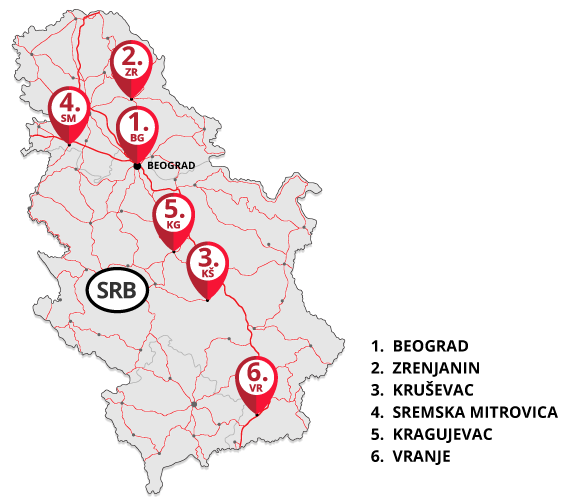 2.
ZR
4.
SM
1.
BG
BEOGRAD
5.
KG
3.
KŠ
SRB
6.
VR
1. BEOGRAD
2. ZRENJANIN
3. KRUŠEVAC
4. SREMSKA MITROVICA
5. KRAGUJEVAC
6. VRANJE